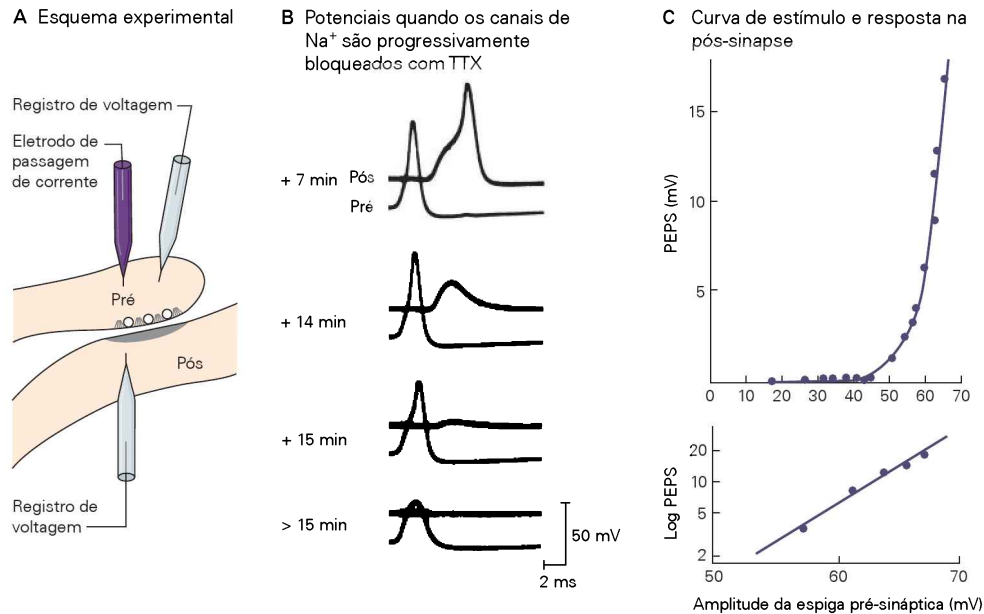 A Esquema experimental
Registro de voltagem
Eletrodo de
passagem
de corrente
Pré
Pós
Registro de
voltagem
B Potenciais quando os canais de
Na+ são progressivamente
bloqueados com TTX
+ 7 min
Pós
Pré
+ 14 min
+ 15 min
> 15 min
50 mV
2 ms
C Curva de estímulo e resposta na
pós-sinapse
PEPS (mV)
15
10
5
0 10 20 30 40 50 60 70
Log PEPS
20
10
5
2
50 60 70
Amplitude da espiga pré-sináptica (mV)